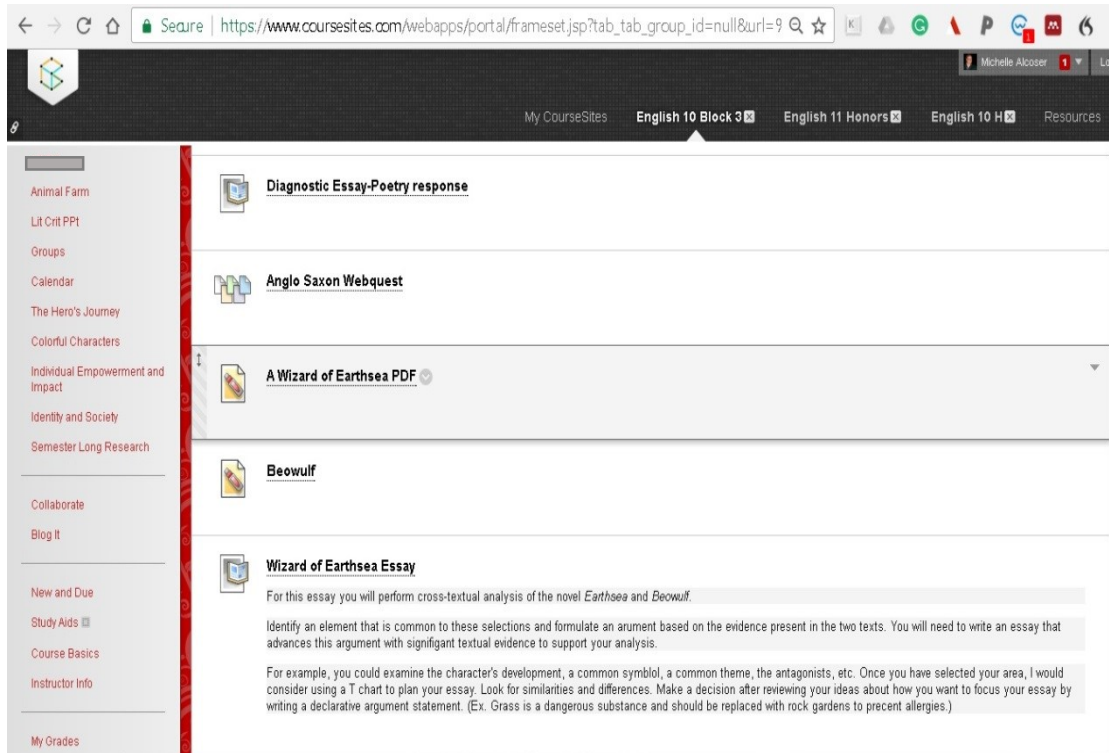 Secure | https://www.coursesites.com/webapps/portal/frameset.jsp?tab_tab_group_id=null&url=9
1
Michelle Alcoser 1 Lo
My CourseSites English 10 Block 3 English 11 Honors English 10 H Resources
Animal Farm
Lit Crit PPt
Groups
Calendar
The Hero's Journey
Colorful Characters
Individual Empowerment and
Impact
Identity and Society
Semester Long Research
Collaborate
Blog It
New and Due
Study Aids
Course Basics
Instructor Info
My Grades
Diagnostic Essay-Poetry response
Anglo Saxon Webquest
A Wizard of Earthsea PDF
Beowulf
Wizard of Earthsea Essay
For this essay you will perform cross-textual analysis of the novel Earthsea and Beowulf.
Identify an element that is common to these selections and formulate an arument based on the evidence present in the two texts. You will need to write an essay that
advances this argument with signifigant textual evidence to support your analysis.
For example, you could examine the character's development, a common symblol, a common theme, the antagonists, etc. Once you have selected your area, I would
consider using a T chart to plan your essay. Look for similarities and differences. Make a decision after reviewing your ideas about how you want to focus your essay by
writing a declarative argument statement. (Ex. Grass is a dangerous substance and should be replaced with rock gardens to precent allergies.)